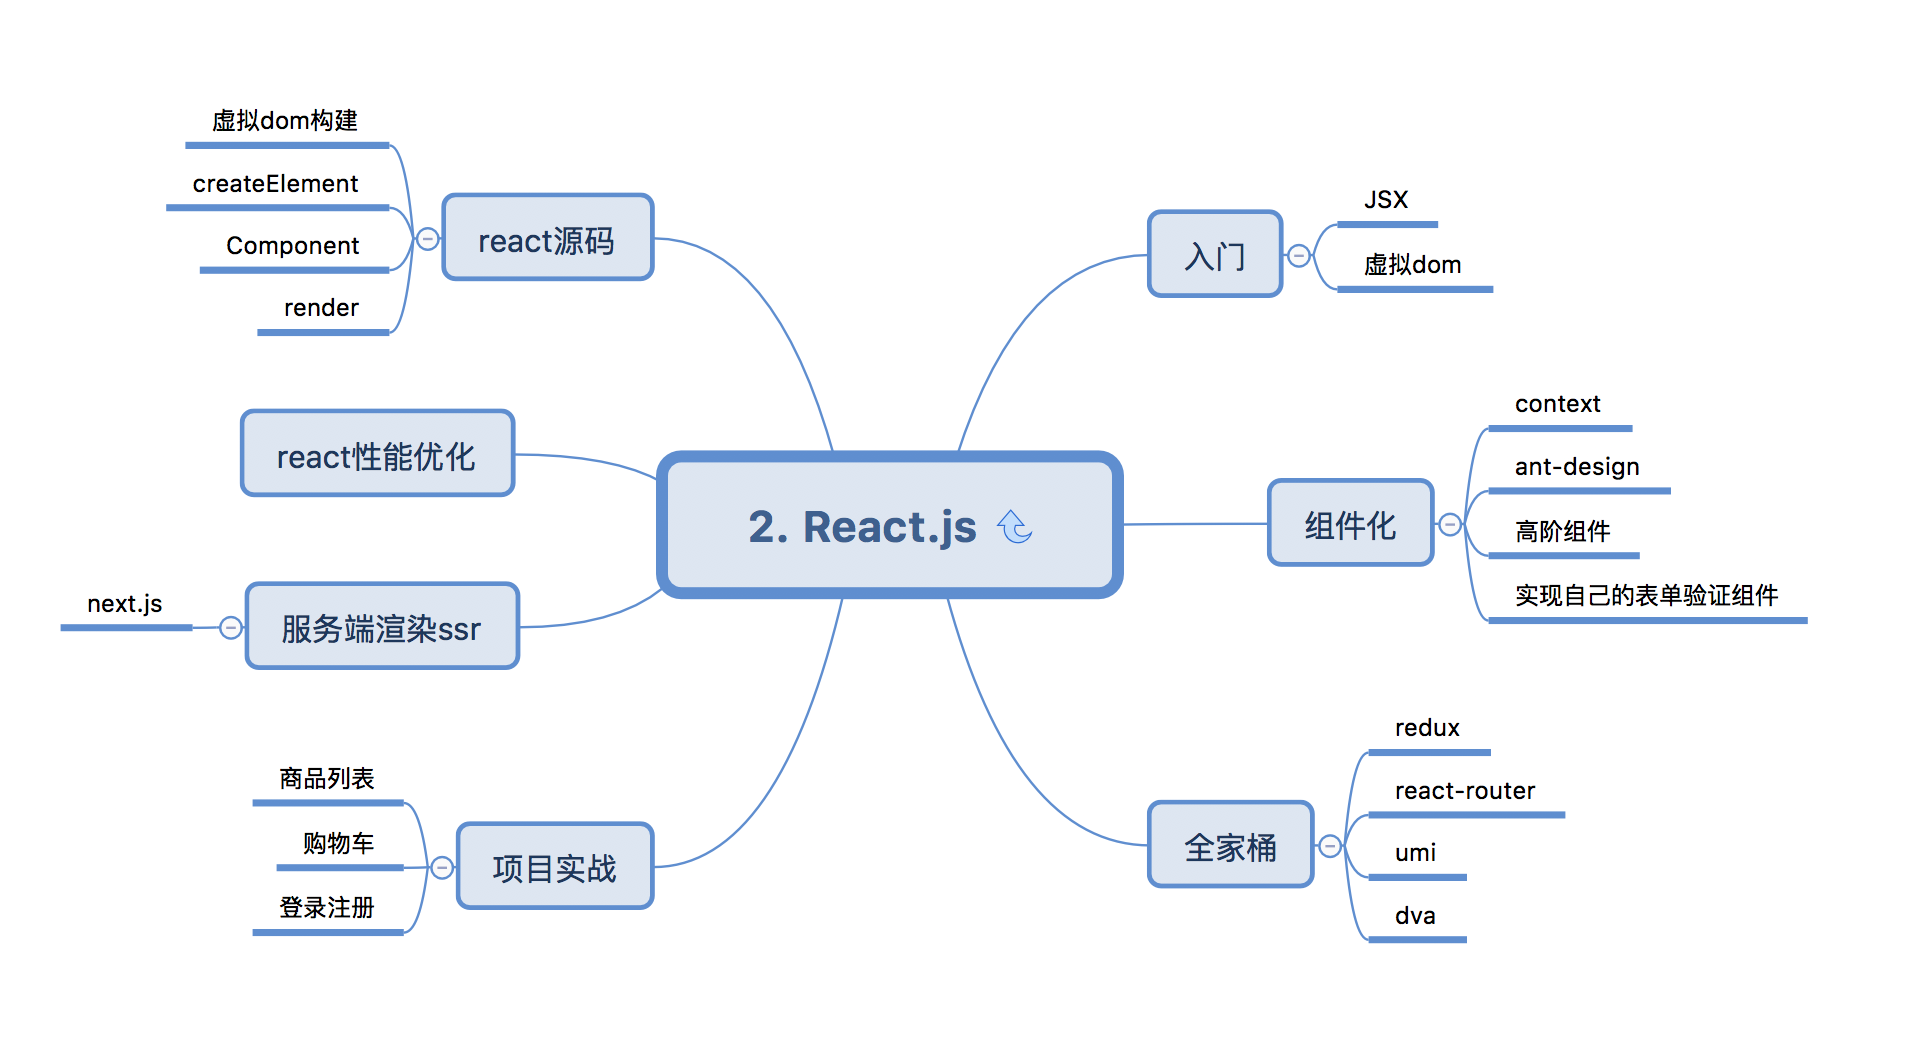 2. React.js
入门
JSX
虚拟dom
组件化
context
ant-design
高阶组件
实现自己的表单验证组件
全家桶
redux
react-router
umi
dva
react源码
虚拟dom构建
createElement
Component
render
react性能优化
服务端渲染ssr
next.js
项目实战
商品列表
购物车
登录注册